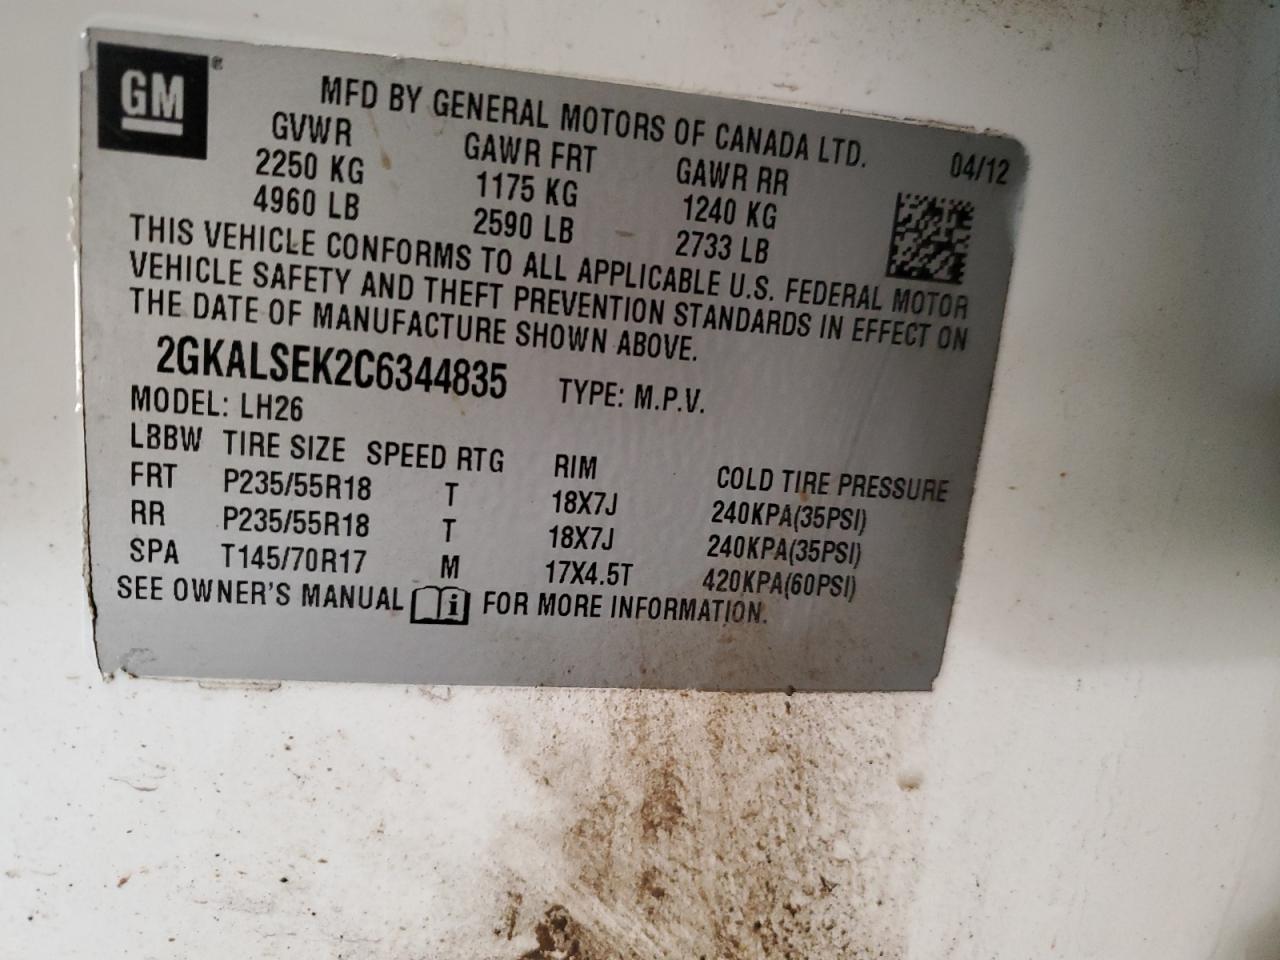 GM
MFD BY GENERAL MOTORS OF CANADA LTD.
GVWR GAWR FRT GAWR RR 04/12
2250 KG 1175 KG 1240 KG
4960 LB 2590 LB 2733 LB
THIS VEHICLE CONFORMS TO ALL APPLICABLE U.S. FEDERAL MOTOR
VEHICLE SAFETY AND THEFT PREVENTION STANDARDS IN EFFECT ON
THE DATE OF MANUFACTURE SHOWN ABOVE.
2GKALSEK2C6344835 TYPE: M.P.V.
MODEL: LH26
LBBW TIRE SIZE SPEED RTG RIM COLD TIRE PRESSURE
FRT P235/55R18 T 18X7J 240KPA(35PSI)
RR P235/55R18 T 18X7J 240KPA(35PSI)
SPA T145/70R17 M 17X4.5T 420KPA(60PSI)
SEE OWNER'S MANUAL i FOR MORE INFORMATION.